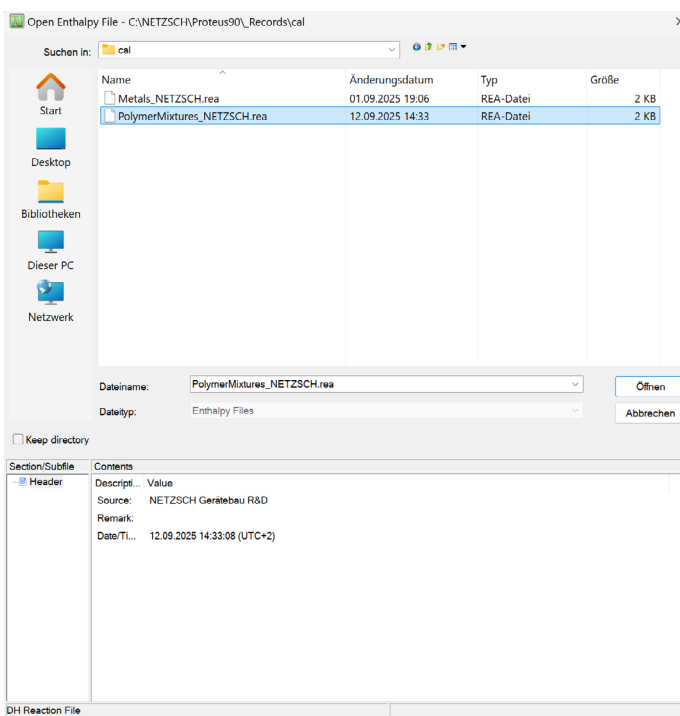 Open Enthalpy File - C:\NETZSCH\Proteus90\_Records\cal
Suchen in: cal
Name Änderungsdatum Typ Größe
Metals_NETZSCH.rea 01.09.2025 19:06 REA-Datei 2 KB
PolymerMixtures_NETZSCH.rea 12.09.2025 14:33 REA-Datei 2 KB
Start
Desktop
Bibliotheken
Dieser PC
Netzwerk
Dateiname: PolymerMixtures_NETZSCH.rea Öffnen
Dateityp: Enthalpy Files Abbrechen
Keep directory
Section/Subfile Contents
Header
Descripti... Value
Source: NETZSCH Gerätebau R&D
Remark:
Date/Ti... 12.09.2025 14:33:08 (UTC+2)
DH Reaction File